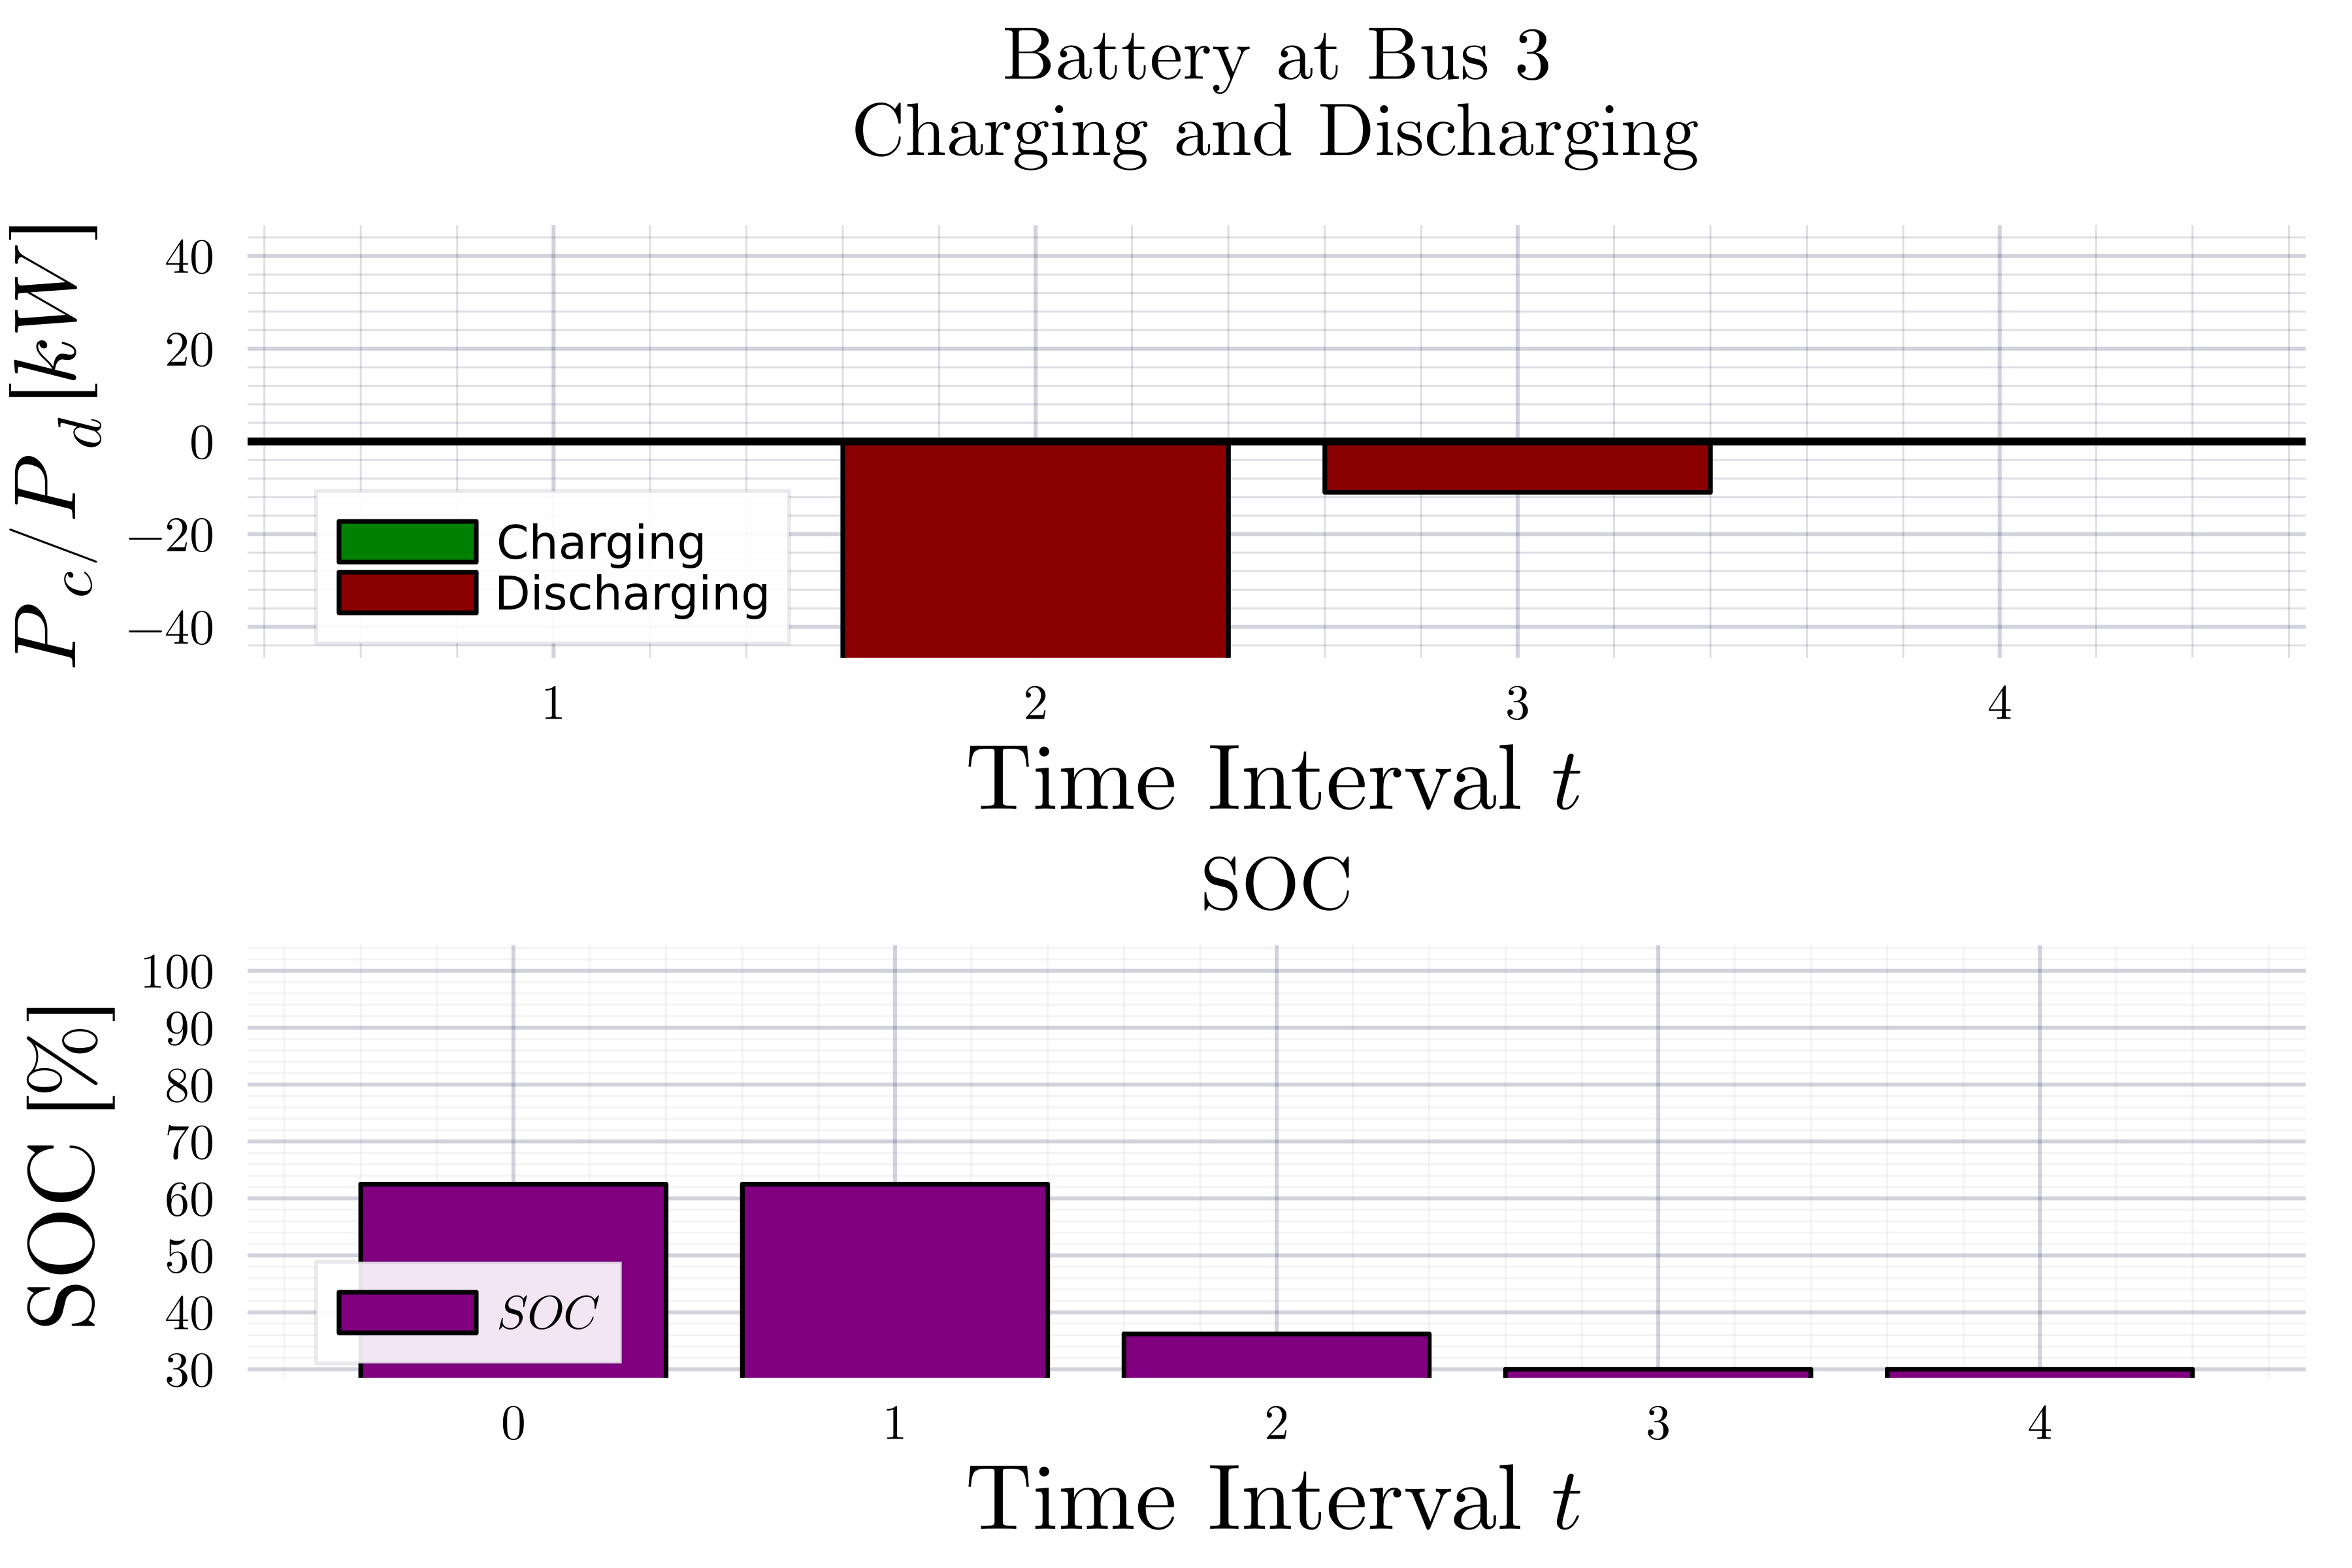 Battery at Bus 3
Charging and Discharging
P_c/P_d [kW]
40
20
0
−20
−40
Charging
Discharging
1 2 3 4
Time Interval t
SOC
SOC [%]
100
90
80
70
60
50
40
30
SOC
0 1 2 3 4
Time Interval t